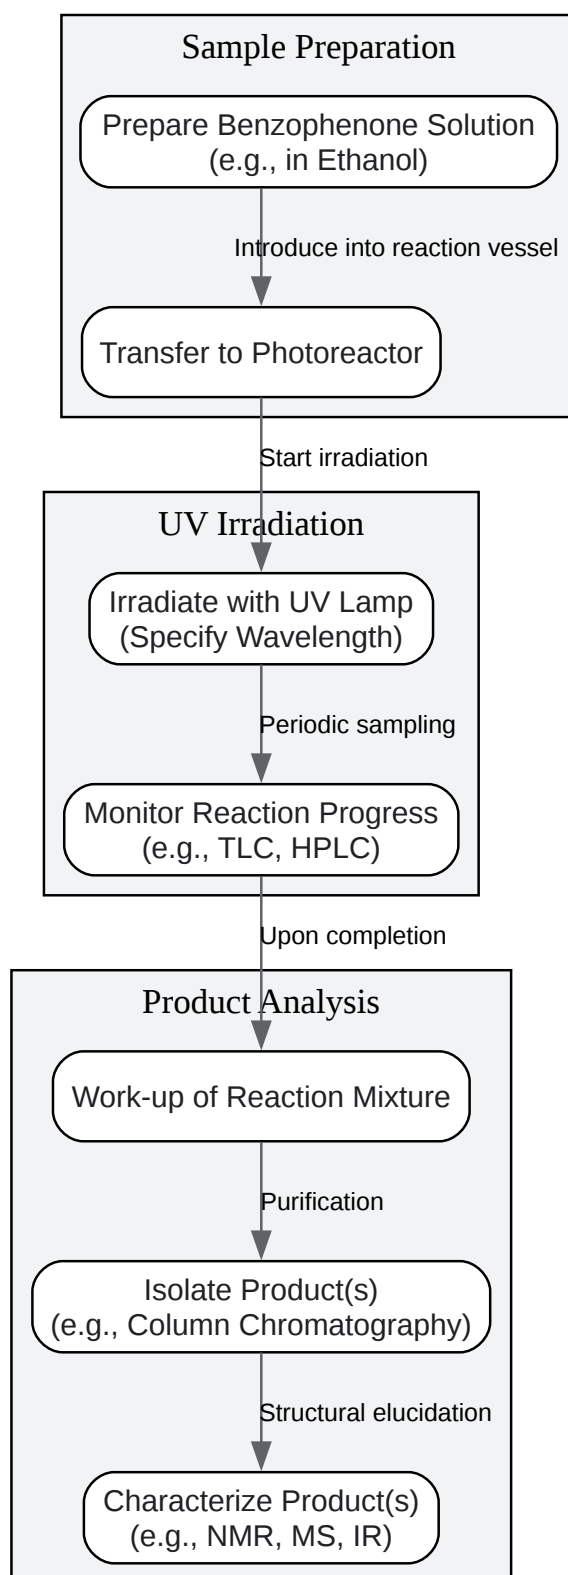 Sample Preparation
Prepare Benzophenone Solution
(e.g., in Ethanol)
Introduce into reaction vessel
Transfer to Photoreactor
Start irradiation
UV Irradiation
Irradiate with UV Lamp
(Specify Wavelength)
Periodic sampling
Monitor Reaction Progress
(e.g., TLC, HPLC)
Upon completion
Product Analysis
Work-up of Reaction Mixture
Purification
Isolate Product(s)
(e.g., Column Chromatography)
Structural elucidation
Characterize Product(s)
(e.g., NMR, MS, IR)